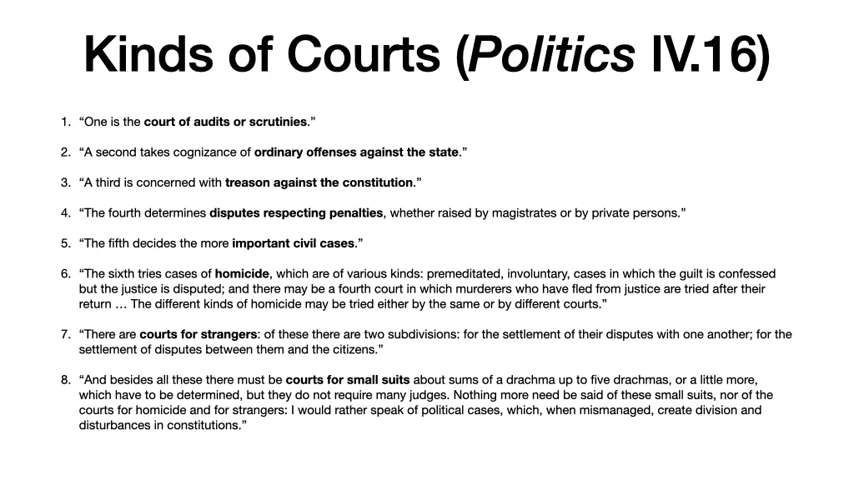 Kinds of Courts (Politics IV.16)
1. “One is the court of audits or scrutinies.”
2. “A second takes cognizance of ordinary offenses against the state.”
3. “A third is concerned with treason against the constitution.”
4. “The fourth determines disputes respecting penalties, whether raised by magistrates or by private persons.”
5. “The fifth decides the more important civil cases.”
6. “The sixth tries cases of homicide, which are of various kinds: premeditated, involuntary, cases in which the guilt is confessed
but the justice is disputed; and there may be a fourth court in which murderers who have fled from justice are tried after their
return … The different kinds of homicide may be tried either by the same or by different courts.”
7. “There are courts for strangers: of these there are two subdivisions: for the settlement of their disputes with one another; for the
settlement of disputes between them and the citizens.”
8. “And besides all these there must be courts for small suits about sums of a drachma up to five drachmas, or a little more,
which have to be determined, but they do not require many judges. Nothing more need be said of these small suits, nor of the
courts for homicide and for strangers: I would rather speak of political cases, which, when mismanaged, create division and
disturbances in constitutions.”